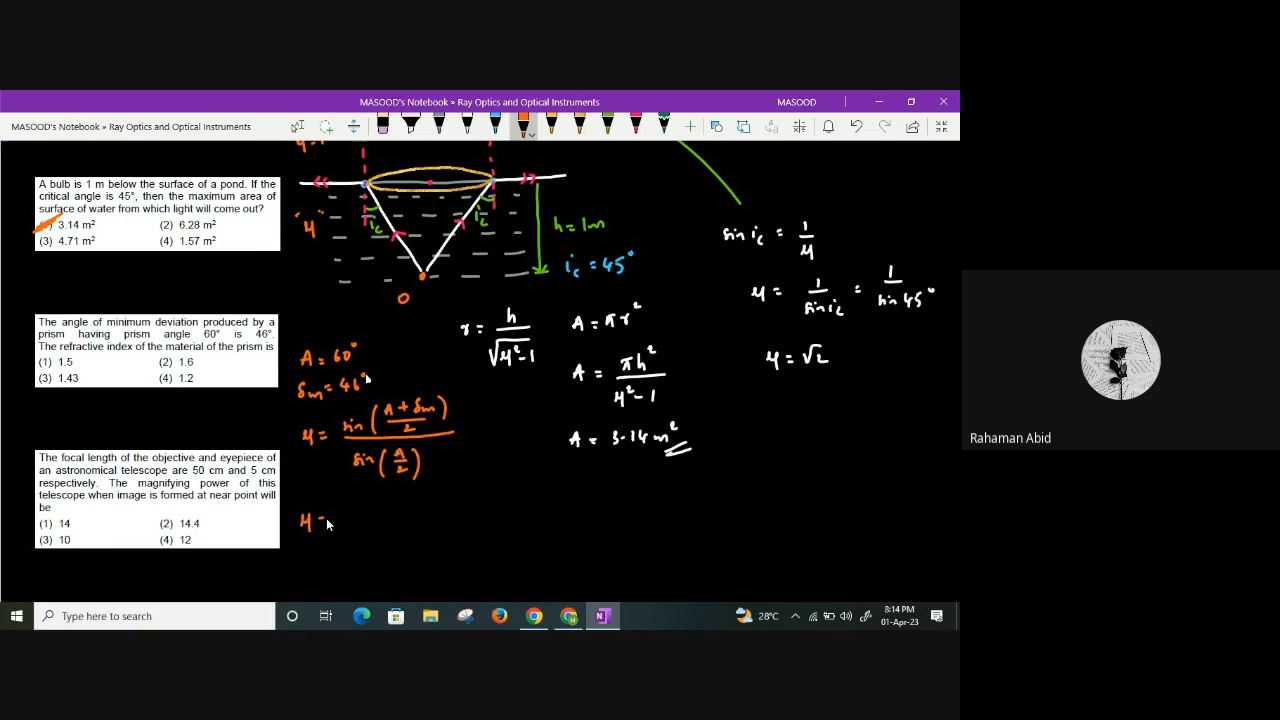 MASOOD's Notebook » Ray Optics and Optical Instruments
MASOOD
MASOOD's Notebook » Ray Optics and Optical Instruments
A bulb is 1 m below the surface of a pond. If the
critical angle is 45°, then the maximum area of
surface of water from which light will come out?
3.14 m²
(2) 6.28 m²
(3) 4.71 m²
(4) 1.57 m²
"μ"
ic
ic
O
h = 1m
ic = 45°
sin ic = 1/μ
μ = 1/sin ic = 1/sin 45°
μ = √2
r = h/√μ²-1
A = πr²
A = πh²/μ²-1
A = 3.14 m²
The angle of minimum deviation produced by a
prism having prism angle 60° is 46°.
The refractive index of the material of the prism is
(1) 1.5
(2) 1.6
(3) 1.43
(4) 1.2
A = 60°
δm = 46°
μ = sin(A + δm/2)/sin(A/2)
μ =
The focal length of the objective and eyepiece of
an astronomical telescope are 50 cm and 5 cm
respectively. The magnifying power of this
telescope when image is formed at near point will
be
(1) 14
(2) 14.4
(3) 10
(4) 12
Rahaman Abid
Type here to search
28°C
8:14 PM
01-Apr-23